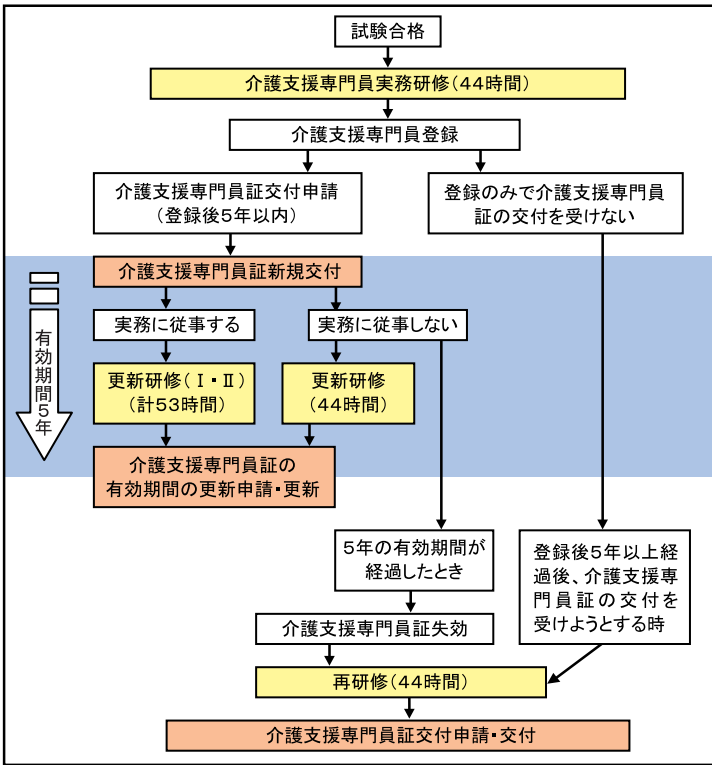 試験合格
介護支援専門員実務研修(44時間)
介護支援専門員登録
介護支援専門員証交付申請
(登録後5年以内)
登録のみで介護支援専門員
証の交付を受けない
介護支援専門員証新規交付
実務に従事する
実務に従事しない
有効期間5年
更新研修(Ⅰ・Ⅱ)
(計53時間)
更新研修
(44時間)
介護支援専門員証の
有効期間の更新申請・更新
5年の有効期間が
経過したとき
登録後5年以上経
過後、介護支援専
門員証の交付を
受けようとする時
介護支援専門員証失効
再研修(44時間)
介護支援専門員証交付申請・交付